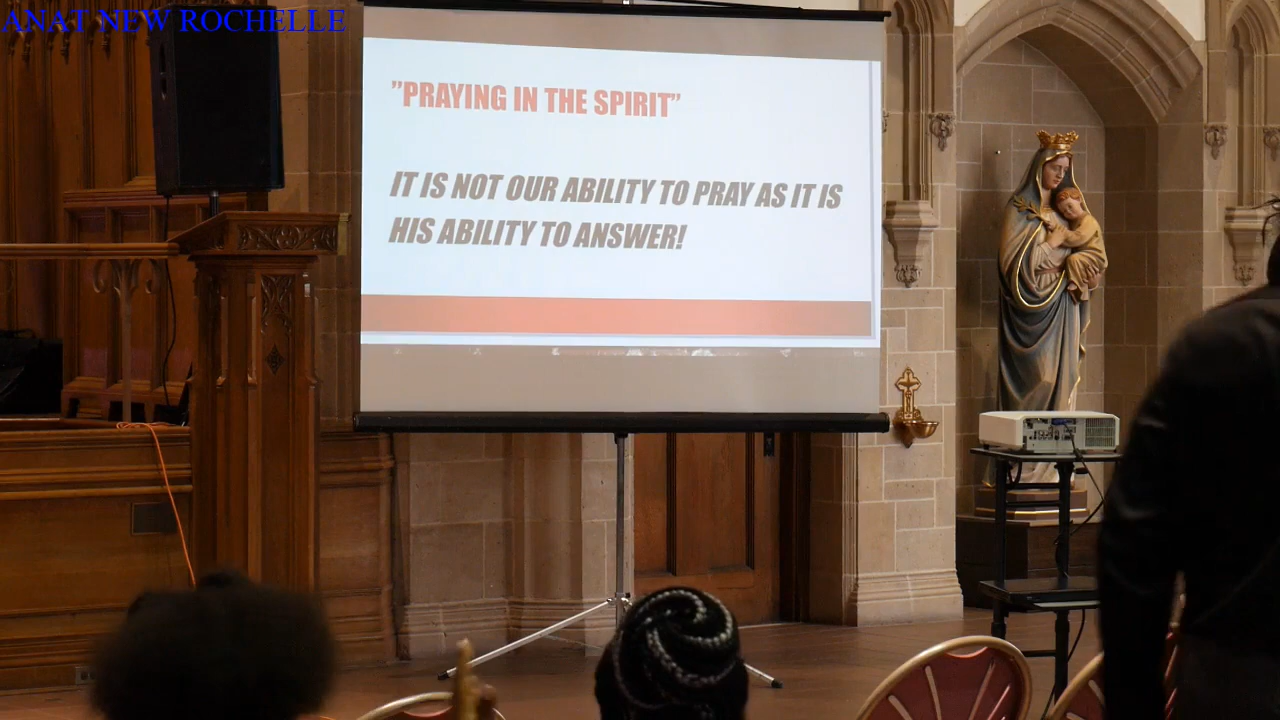 ANAT NEW ROCHELLE
"PRAYING IN THE SPIRIT"
IT IS NOT OUR ABILITY TO PRAY AS IT IS
HIS ABILITY TO ANSWER!